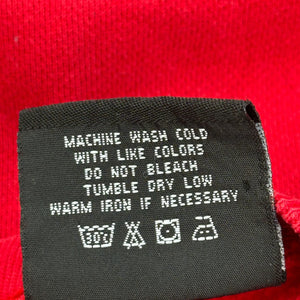 MACHINE WASH COLD
WITH LIKE COLORS
DO NOT BLEACH
TUMBLE DRY LOW
WARM IRON IF NECESSARY
30